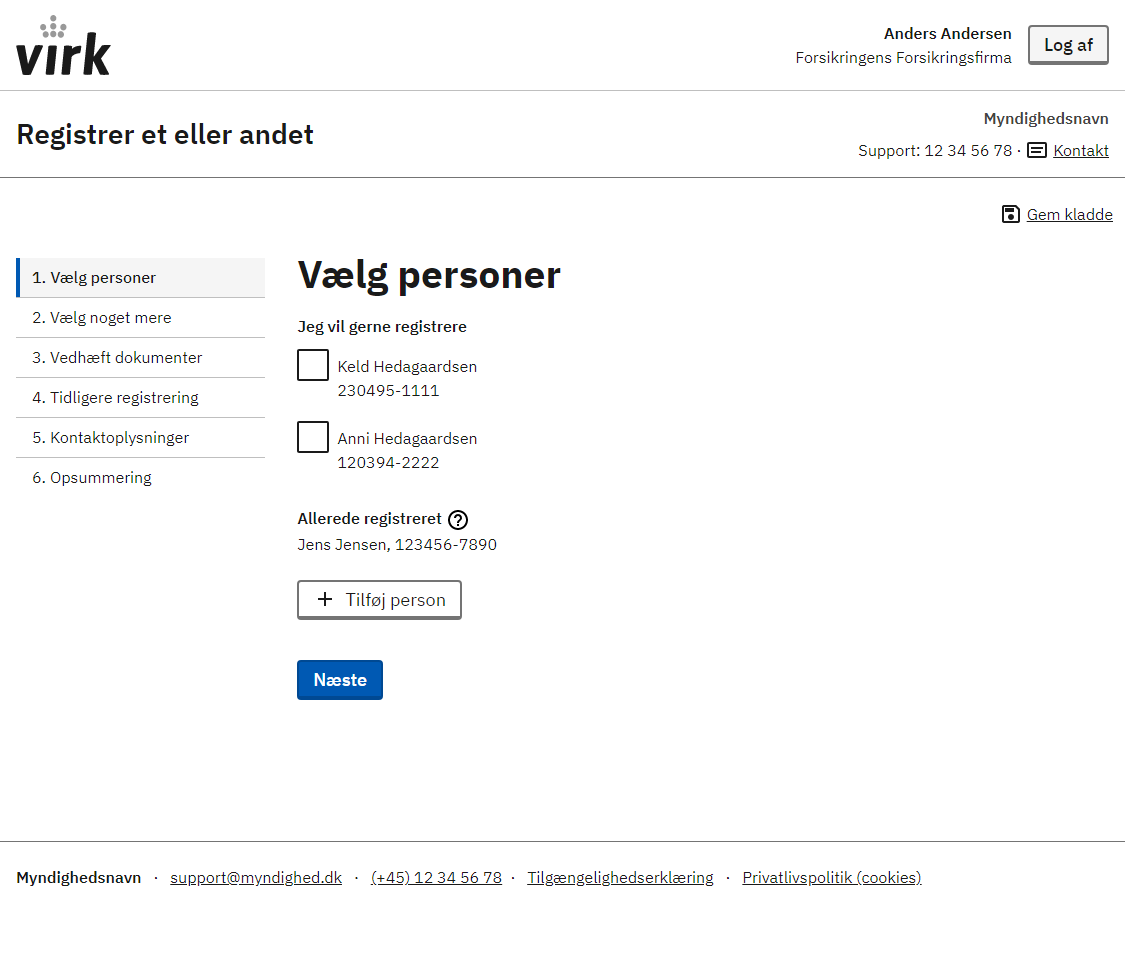 virk
Anders Andersen
Forsikringens Forsikringsfirma
Log af
Registrer et eller andet
Myndighedsnavn
Support: 12 34 56 78 · Kontakt
Gem kladde
1. Vælg personer
2. Vælg noget mere
3. Vedhæft dokumenter
4. Tidligere registrering
5. Kontaktoplysninger
6. Opsummering
Vælg personer
Jeg vil gerne registrere
Keld Hedagaardsen
230495-1111
Anni Hedagaardsen
120394-2222
Allerede registreret ?
Jens Jensen, 123456-7890
+ Tilføj person
Næste
Myndighedsnavn · support@myndighed.dk · (+45) 12 34 56 78 · Tilgængelighedserklæring · Privatlivspolitik (cookies)